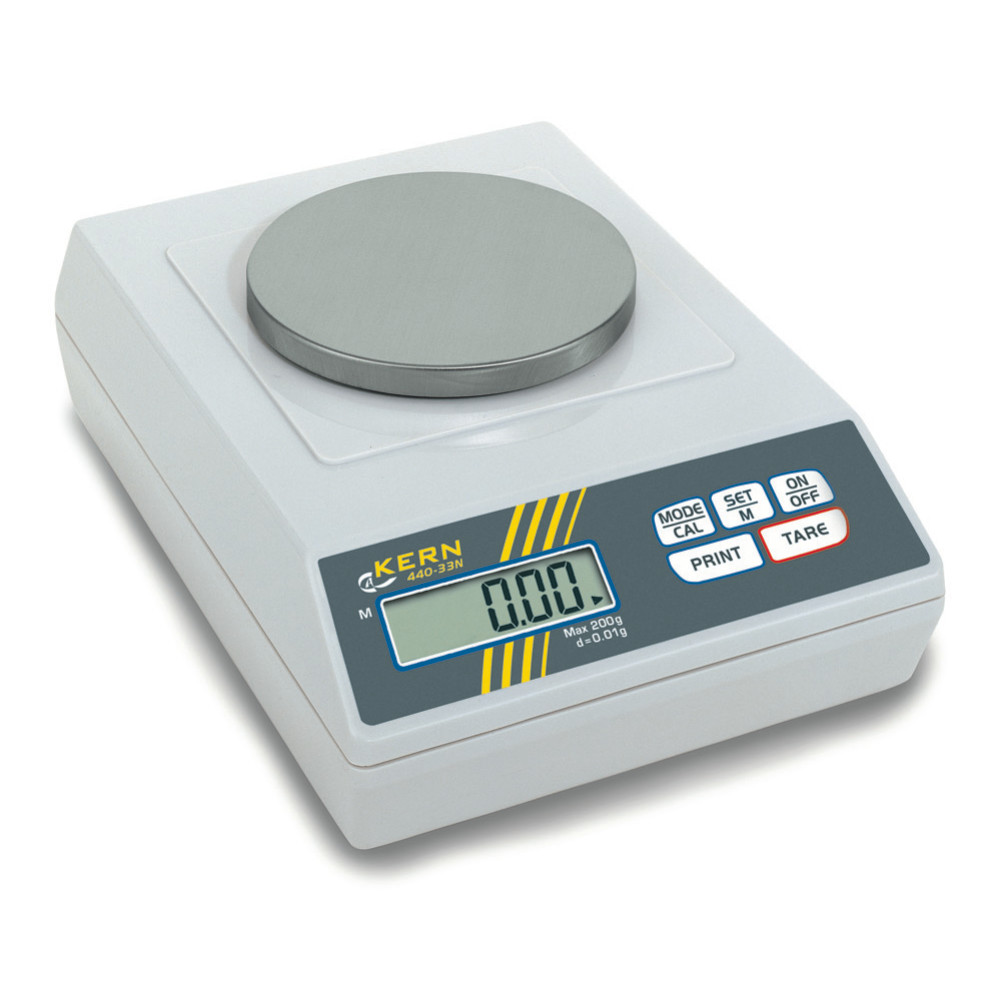 KERN
440-33N
M
0.00
Max 200g
d=0.01g
MODE
CAL
SET
M
ON
OFF
PRINT
TARE